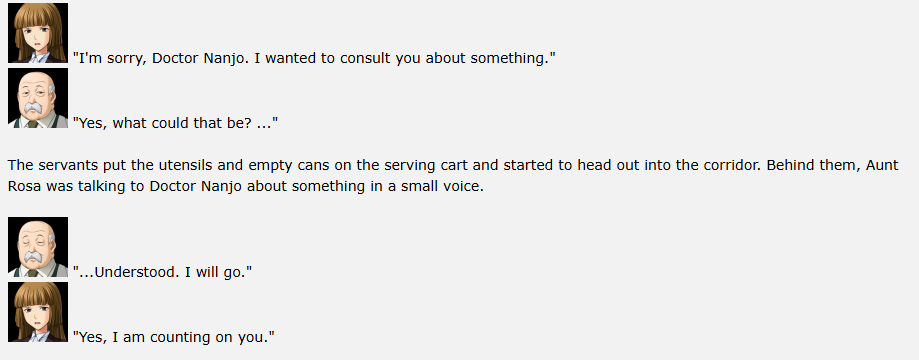 "I'm sorry, Doctor Nanjo. I wanted to consult you about something."
"Yes, what could that be? ..."
The servants put the utensils and empty cans on the serving cart and started to head out into the corridor. Behind them, Aunt
Rosa was talking to Doctor Nanjo about something in a small voice.
"...Understood. I will go."
"Yes, I am counting on you."